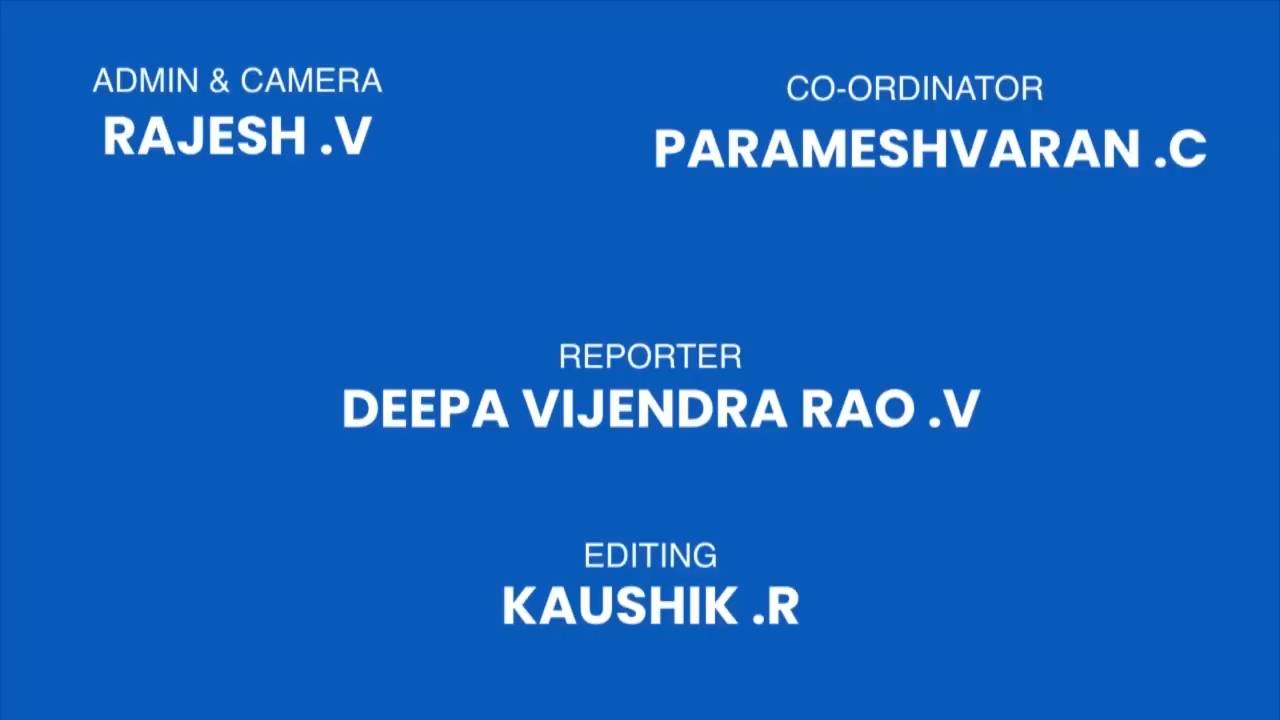 ADMIN & CAMERA
RAJESH .V
CO-ORDINATOR
PARAMESHVARAN .C
REPORTER
DEEPA VIJENDRA RAO .V
EDITING
KAUSHIK .R